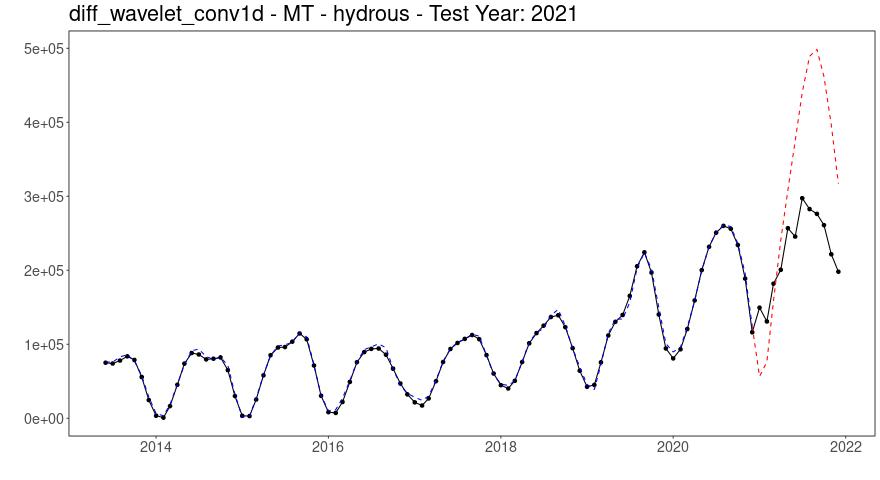 diff_wavelet_conv1d - MT - hydrous - Test Year: 2021
5e+05
4e+05
3e+05
2e+05
1e+05
0e+00
2014 2016 2018 2020 2022